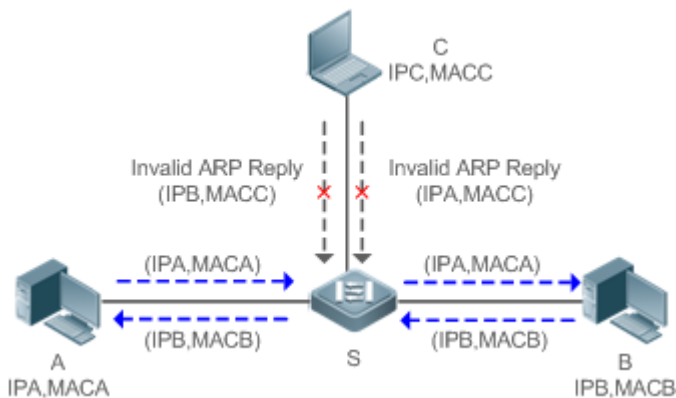 C
IPC,MACC
Invalid ARP Reply
(IPB,MACC)
Invalid ARP Reply
(IPA,MACC)
(IPA,MACA)
(IPA,MACA)
(IPB,MACB)
(IPB,MACB)
A
IPA,MACA
S
B
IPB,MACB